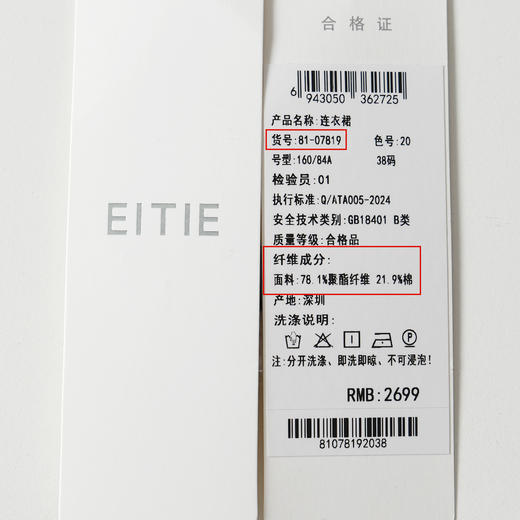 EITIE
合格证
6 943050 362725
产品名称:连衣裙
货号:81-07819 色号:20
号型:160/84A 38码
检验员:01
执行标准:Q/ATA005-2024
安全技术类别:GB18401 B类
质量等级:合格品
纤维成分:
面料:78.1%聚酯纤维 21.9%棉
产地:深圳
洗涤说明:
注:分开洗涤、即洗即晾、不可浸泡!
RMB:2699
81078192038